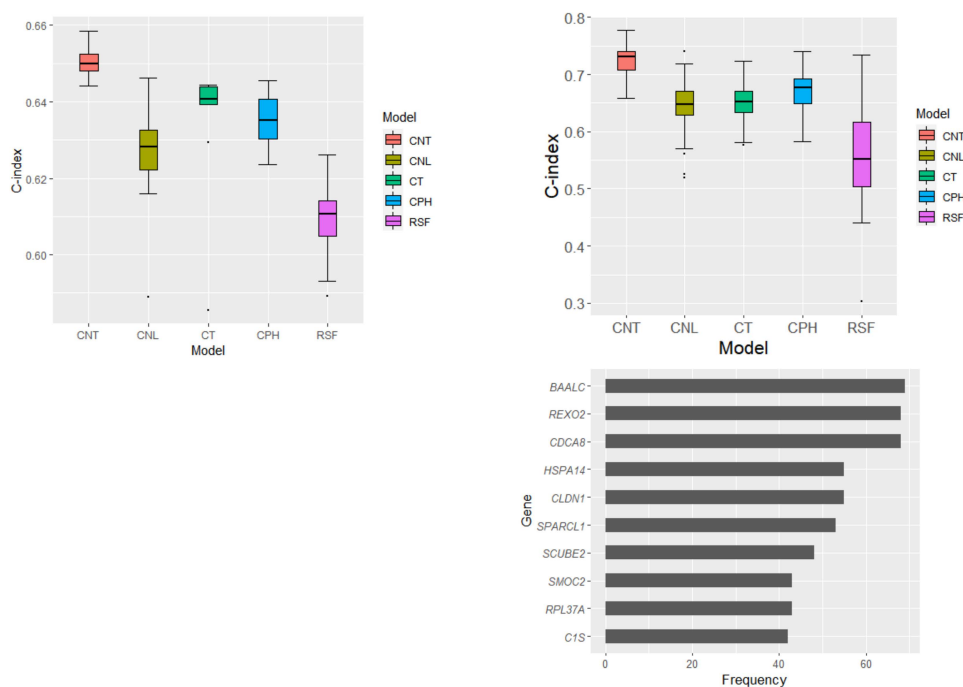 0.66
0.64
0.62
0.60
C-index
CNT
CNL
CT
CPH
RSF
Model
Model
CNT
CNL
CT
CPH
RSF
0.8
0.7
0.6
0.5
0.4
0.3
C-index
CNT
CNL
CT
CPH
RSF
Model
Model
CNT
CNL
CT
CPH
RSF
Gene
BAALC
REXO2
CDCA8
HSPA14
CLDN1
SPARCL1
SCUBE2
SMOC2
RPL37A
C1S
0
20
40
60
Frequency